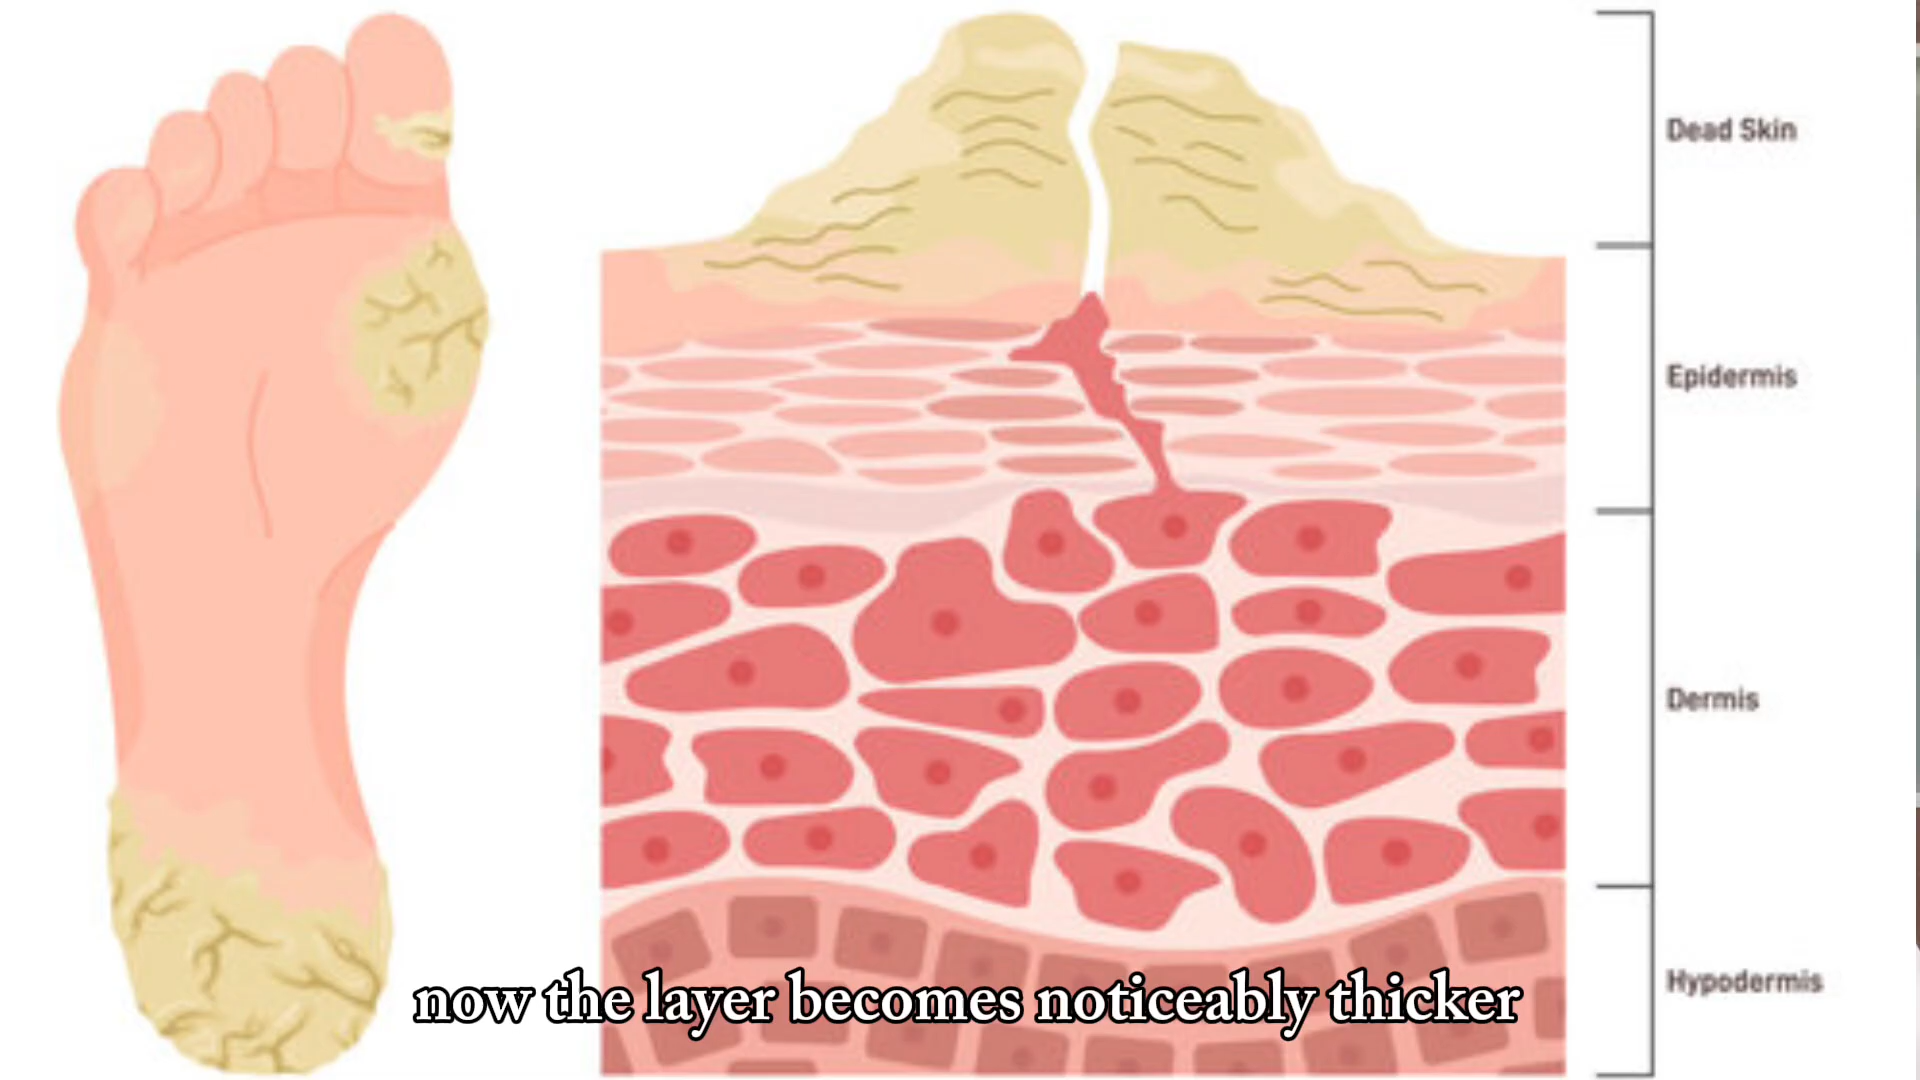 Dead Skin
Epidermis
Dermis
Hypodermis
now the layer becomes noticeably thicker